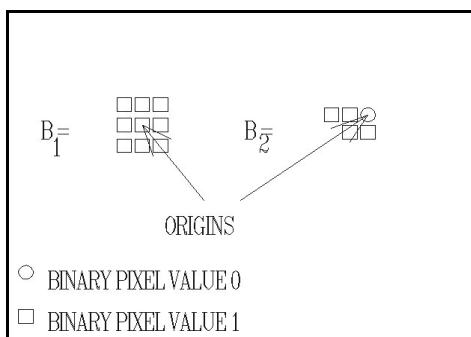 B1=
B2=
ORIGINS
BINARY PIXEL VALUE 0
BINARY PIXEL VALUE 1